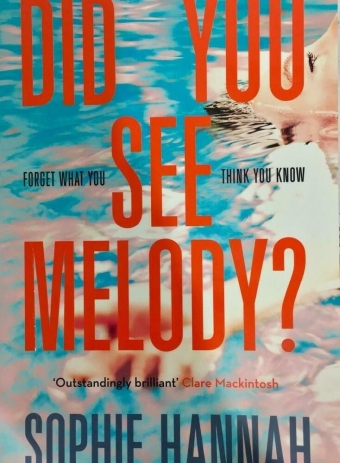 DID YOU
SEE
FORGET WHAT YOU THINK YOU KNOW
MELODY?
'Outstandingly brilliant' Clare Mackintosh
SOPHIE HANNAH